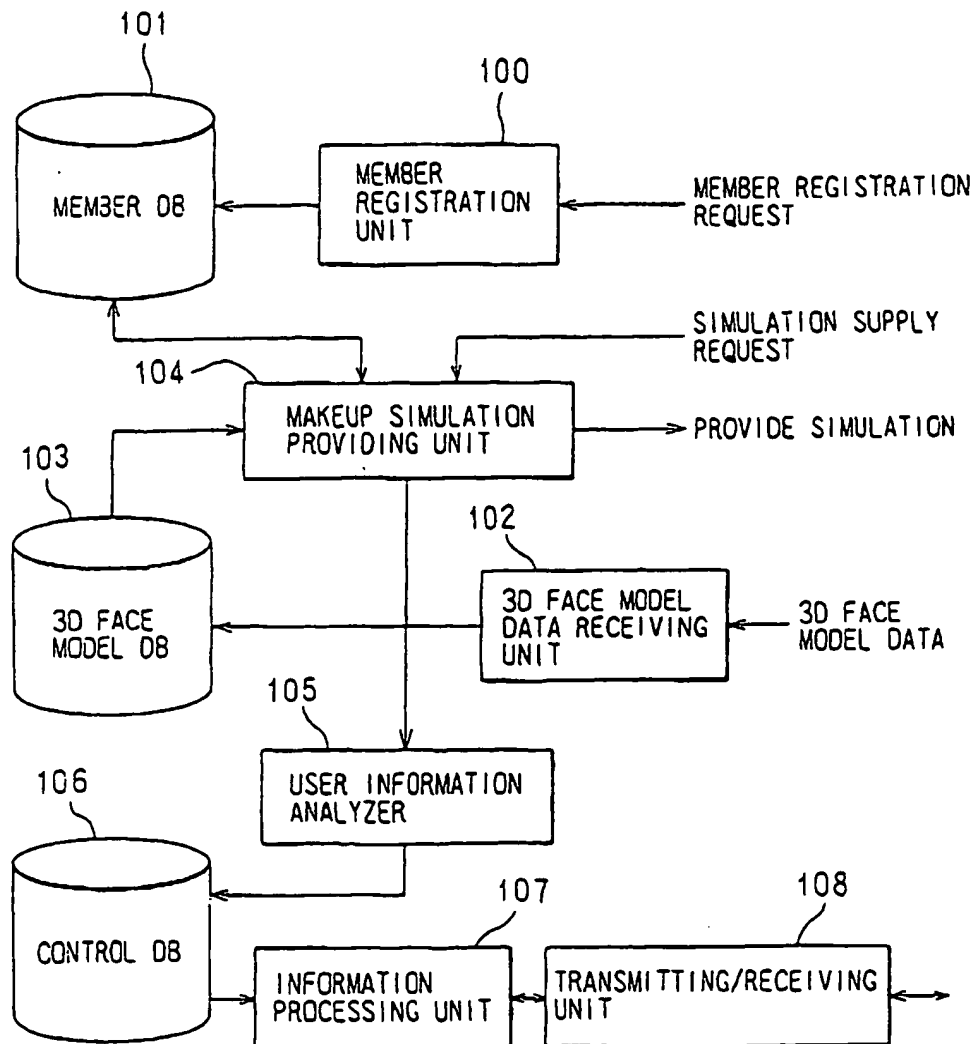 101
100
MEMBER DB
MEMBER
REGISTRATION
UNIT
MEMBER REGISTRATION
REQUEST
SIMULATION SUPPLY
REQUEST
104
MAKEUP SIMULATION
PROVIDING UNIT
PROVIDE SIMULATION
103
102
3D FACE
MODEL DB
3D FACE MODEL
DATA RECEIVING
UNIT
3D FACE
MODEL DATA
105
USER INFORMATION
ANALYZER
106
107
108
CONTROL DB
INFORMATION
PROCESSING UNIT
TRANSMITTING/RECEIVING
UNIT